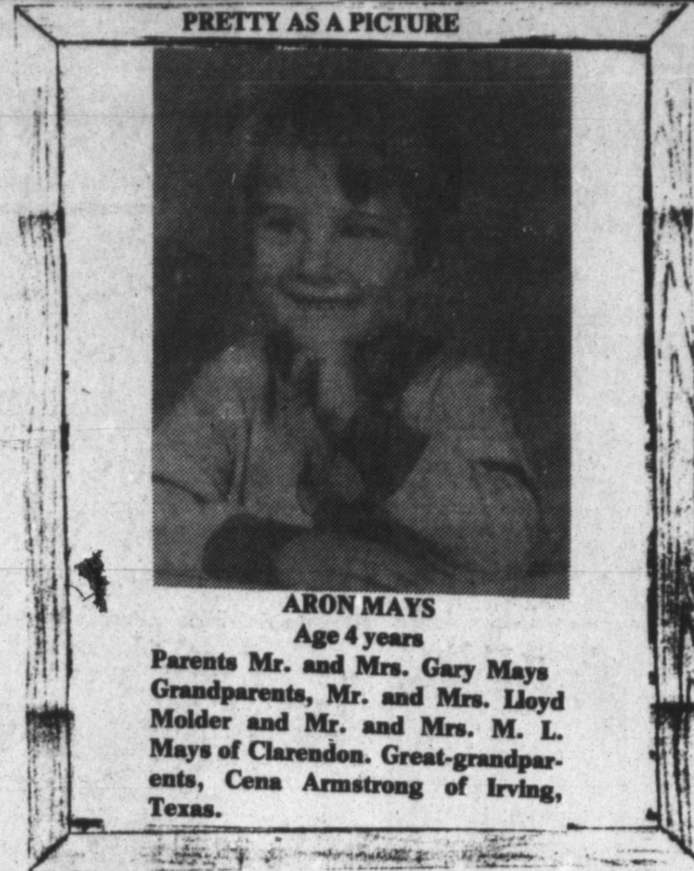 PRETTY AS A PICTURE
ARON MAYS
Age 4 years
Parents Mr. and Mrs. Gary Mays
Grandparents, Mr. and Mrs. Lloyd
Molder and Mr. and Mrs. M. L.
Mays of Clarendon. Great-grandpar-
ents, Cena Armstrong of Irving,
Texas.